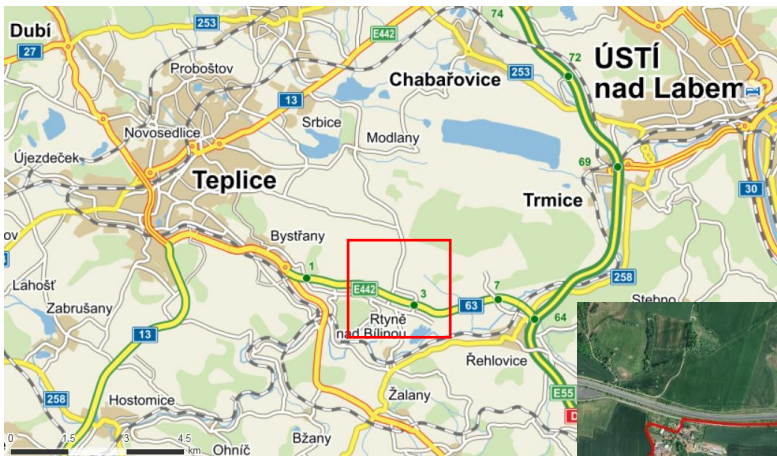 Dubí
253
27
E442
74
72
ÚSTÍ
nad Labem
Proboštov
Chabařovice
253
13
Novosedlice
Srbice
Modlany
Újezdeček
69
Teplice
30
Trmice
Bystřany
ov
1
258
Lahošť
E442
7
Stebno
3
63
Zabrušany
Rtyně
nad Bílinou
64
13
Řehlovice
258
Hostomice
Žalany
E55
D
0
1.5
3
4.5
km
Bžany
Ohníč